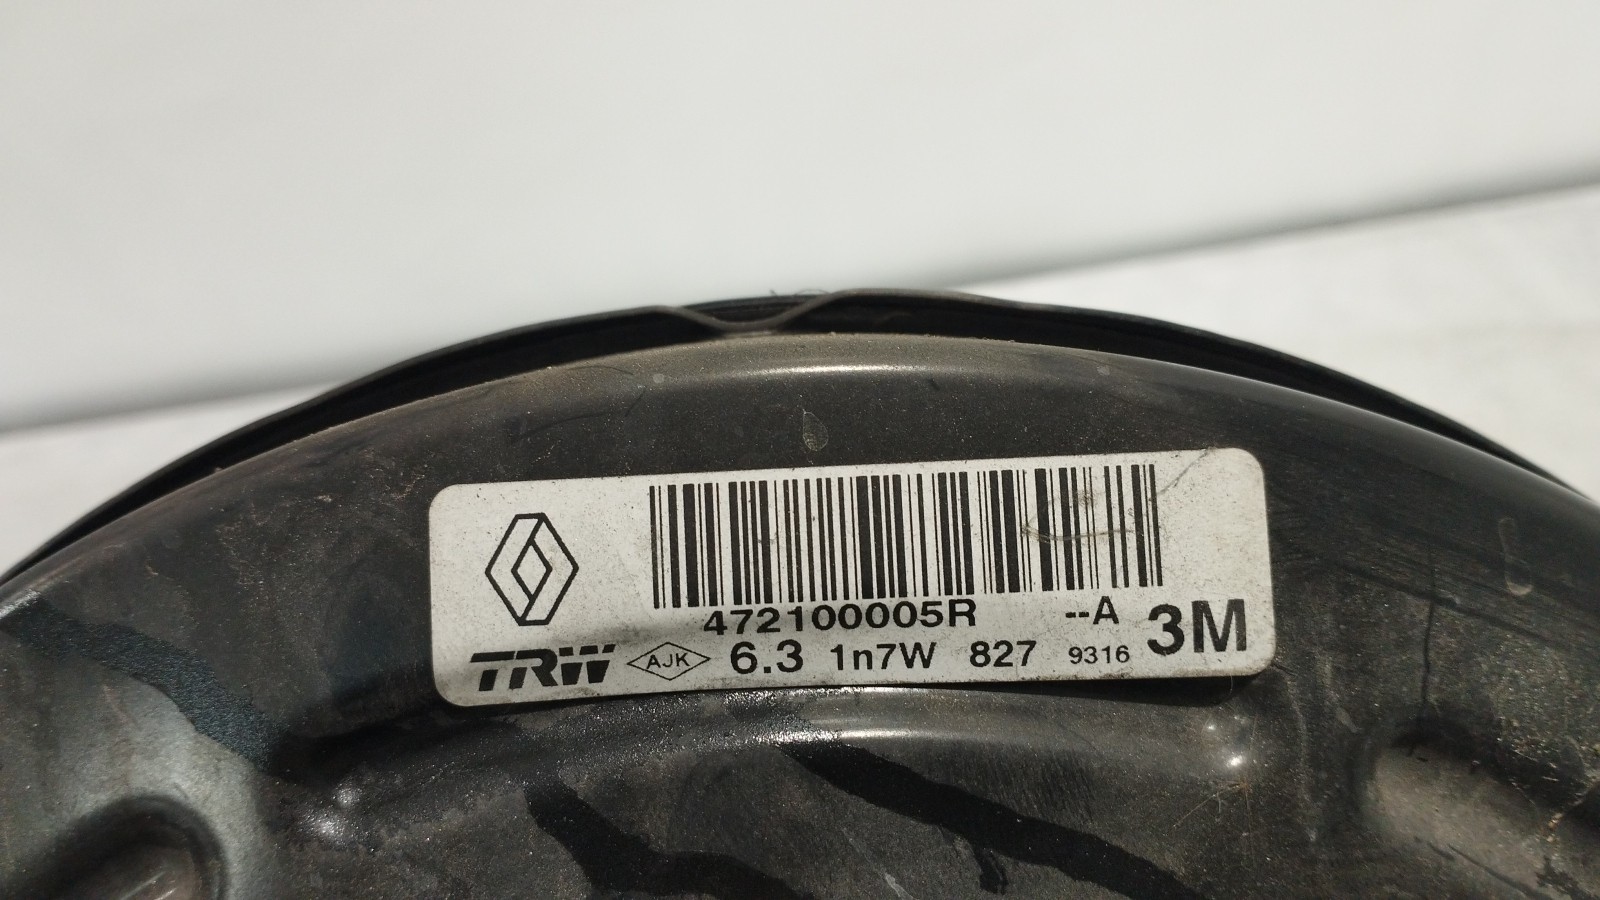 472100005R --A 3M
TRW AJK 6.3 1n7W 827 9316